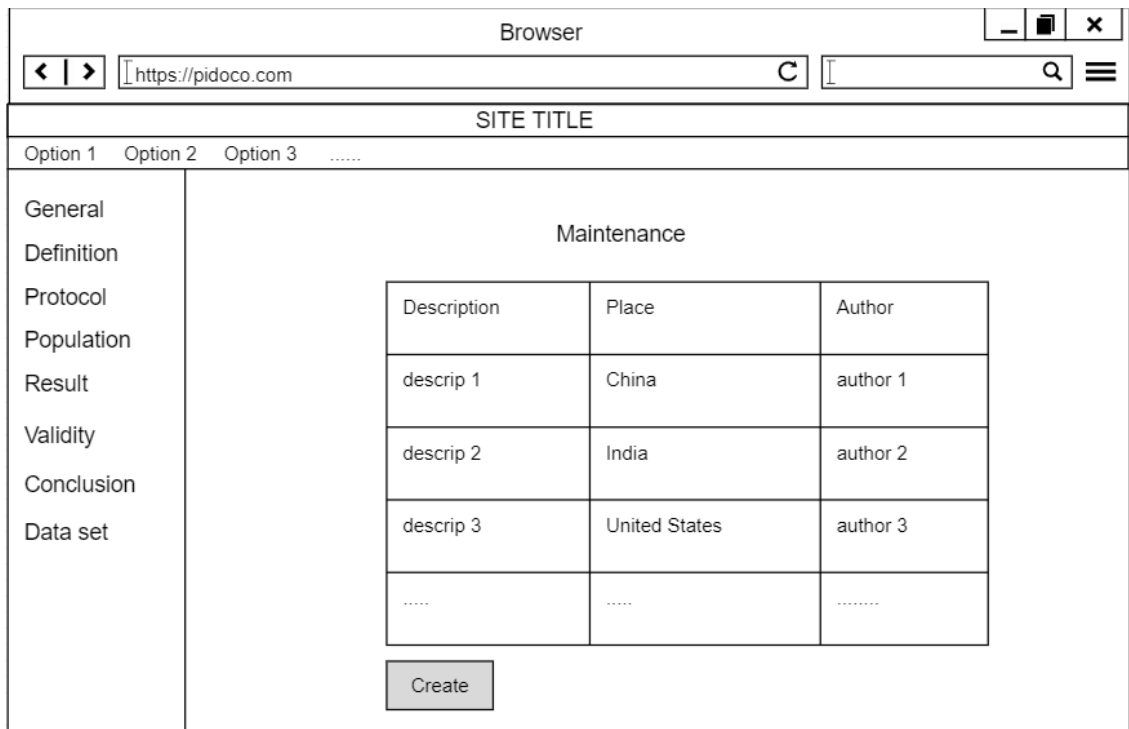 Browser
https://pidoco.com
SITE TITLE
Option 1 Option 2 Option 3 ......
General
Definition
Protocol
Population
Result
Validity
Conclusion
Data set
Maintenance
Description Place Author
descrip 1 China author 1
descrip 2 India author 2
descrip 3 United States author 3
..... ..... ........
Create